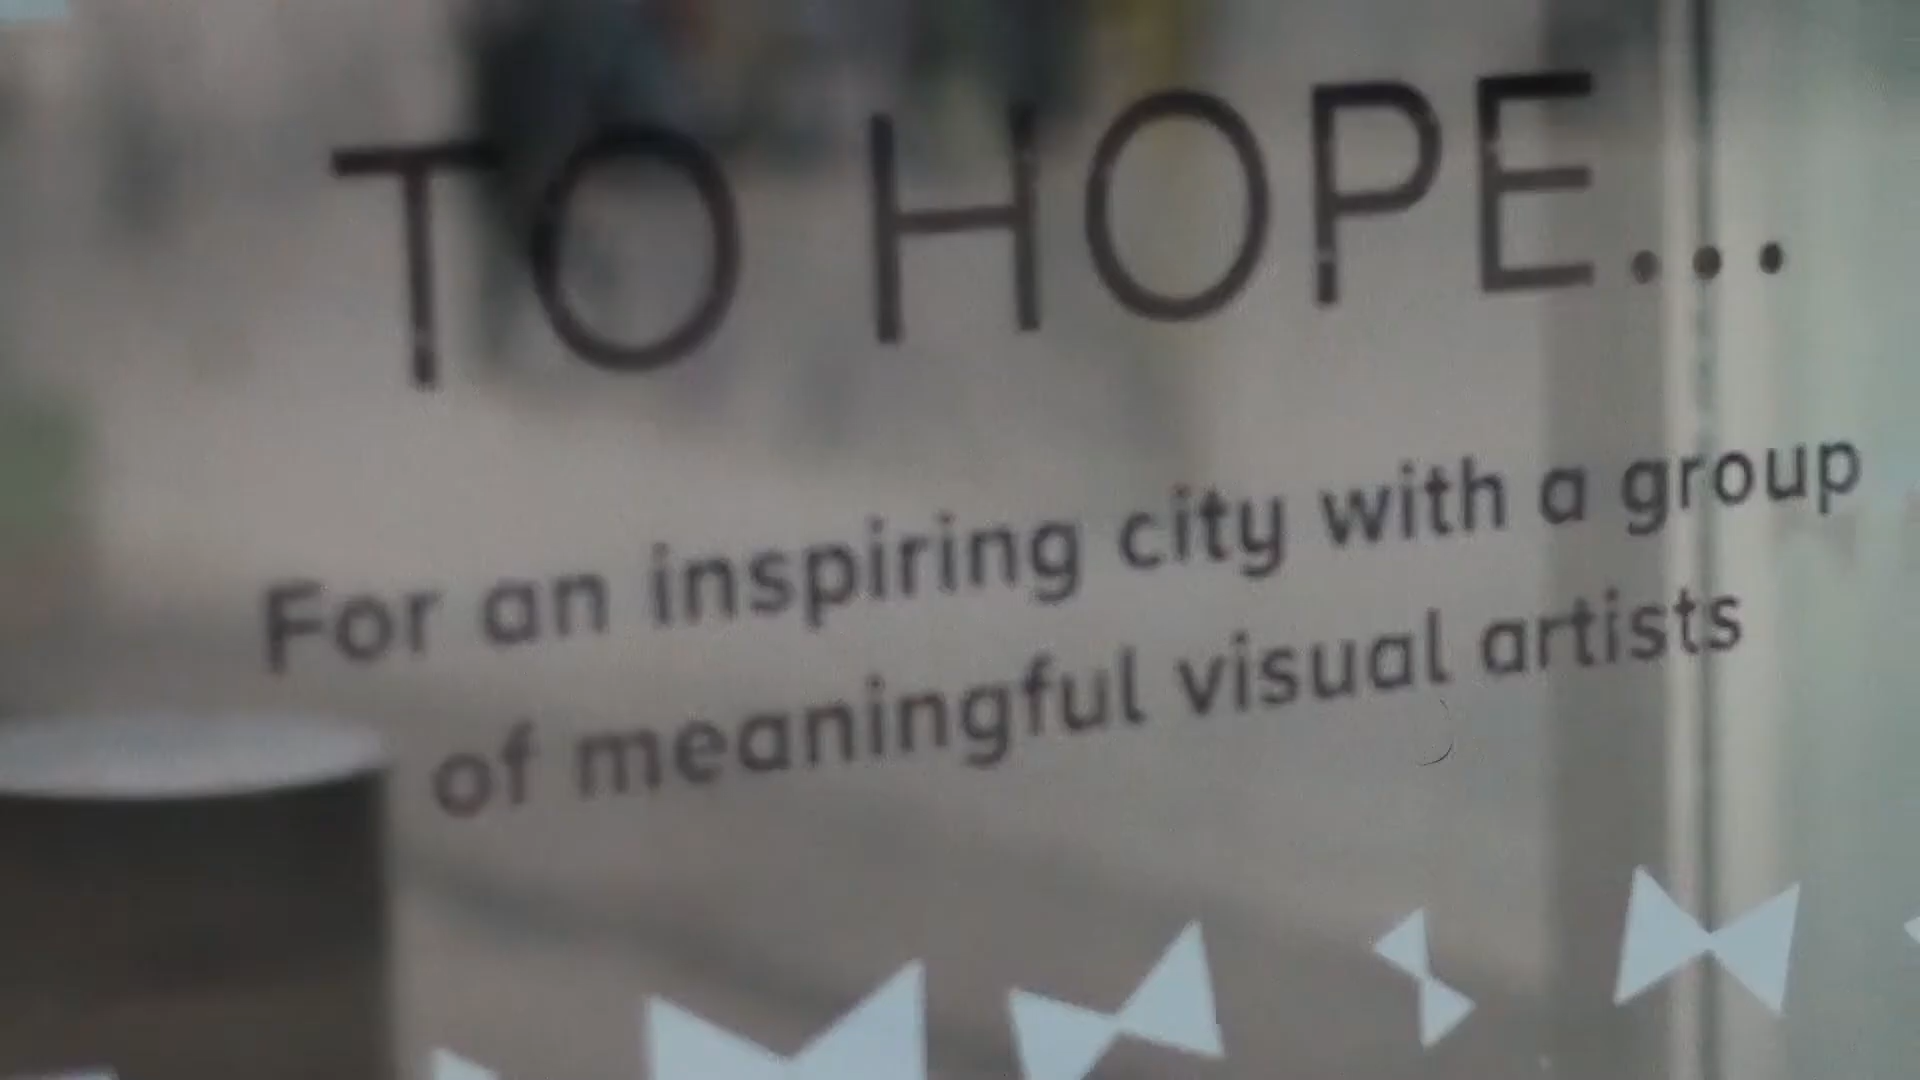 TO HOPE...
For an inspiring city with a group
of meaningful visual artists